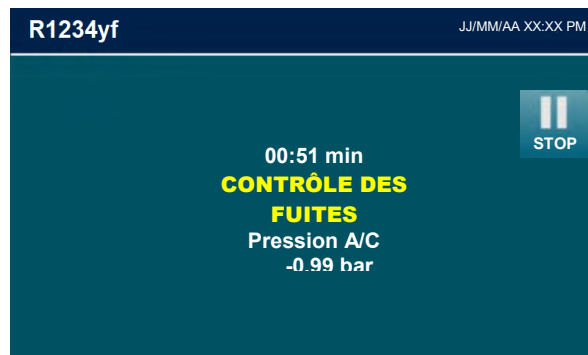 R1234yf
JJ/MM/AA XX:XX PM
STOP
00:51 min
CONTRÔLE DES
FUITES
Pression A/C
-0.99 bar